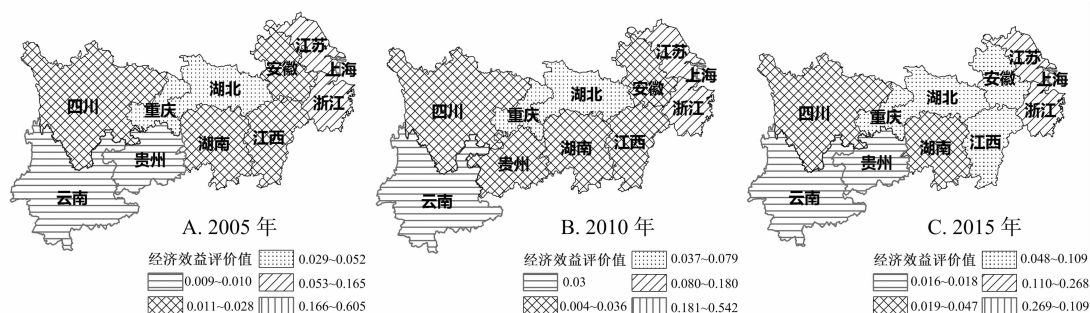 江苏
安徽
上海
四川
湖北
重庆
浙江
湖南
江西
贵州
云南
A. 2005 年
经济效益评价值
0.029~0.052
0.009~0.010
0.053~0.165
0.011~0.028
0.166~0.605
江苏
安徽
上海
四川
湖北
重庆
浙江
湖南
江西
贵州
云南
B. 2010 年
经济效益评价值
0.037~0.079
0.03
0.080~0.180
0.004~0.036
0.181~0.542
江苏
安徽
上海
四川
湖北
重庆
浙江
湖南
江西
贵州
云南
C. 2015 年
经济效益评价值
0.048~0.109
0.016~0.018
0.110~0.268
0.019~0.047
0.269~0.109